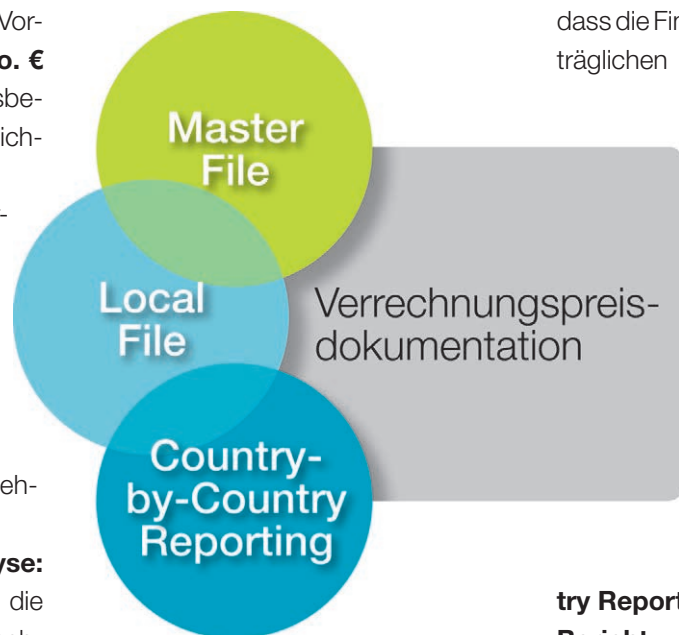 Vor-
o. €
sbe-
ich-
-
eh-
yse:
die
Master
File
Local
File
Country-
by-Country
Reporting
Verrechnungspreis-
dokumentation
dass die Fin
träglichen
try Report